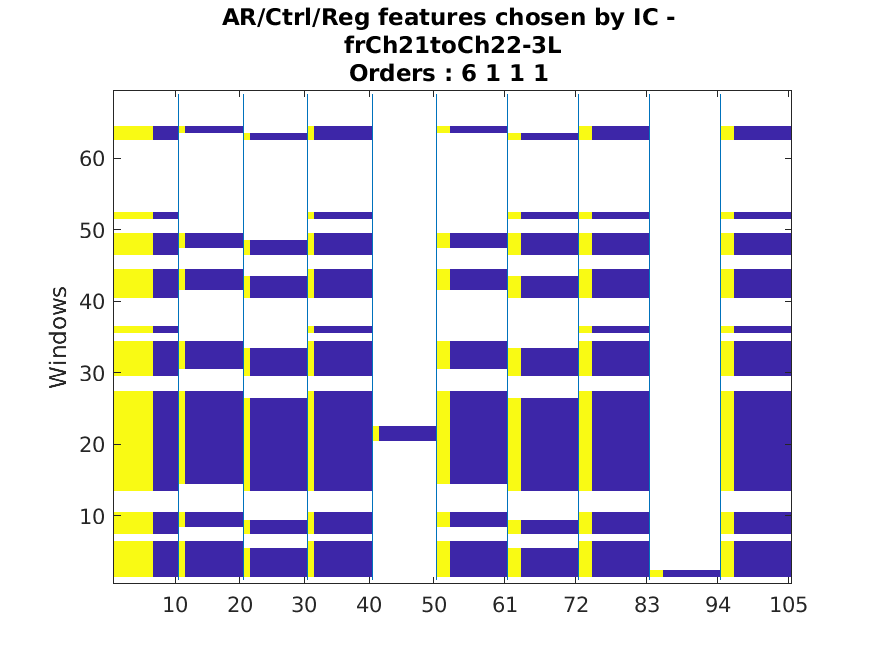 AR/Ctrl/Reg features chosen by IC -
frCh21toCh22-3L
Orders : 6 1 1 1
Windows
60
50
40
30
20
10
10 20 30 40 50 61 72 83 94 105